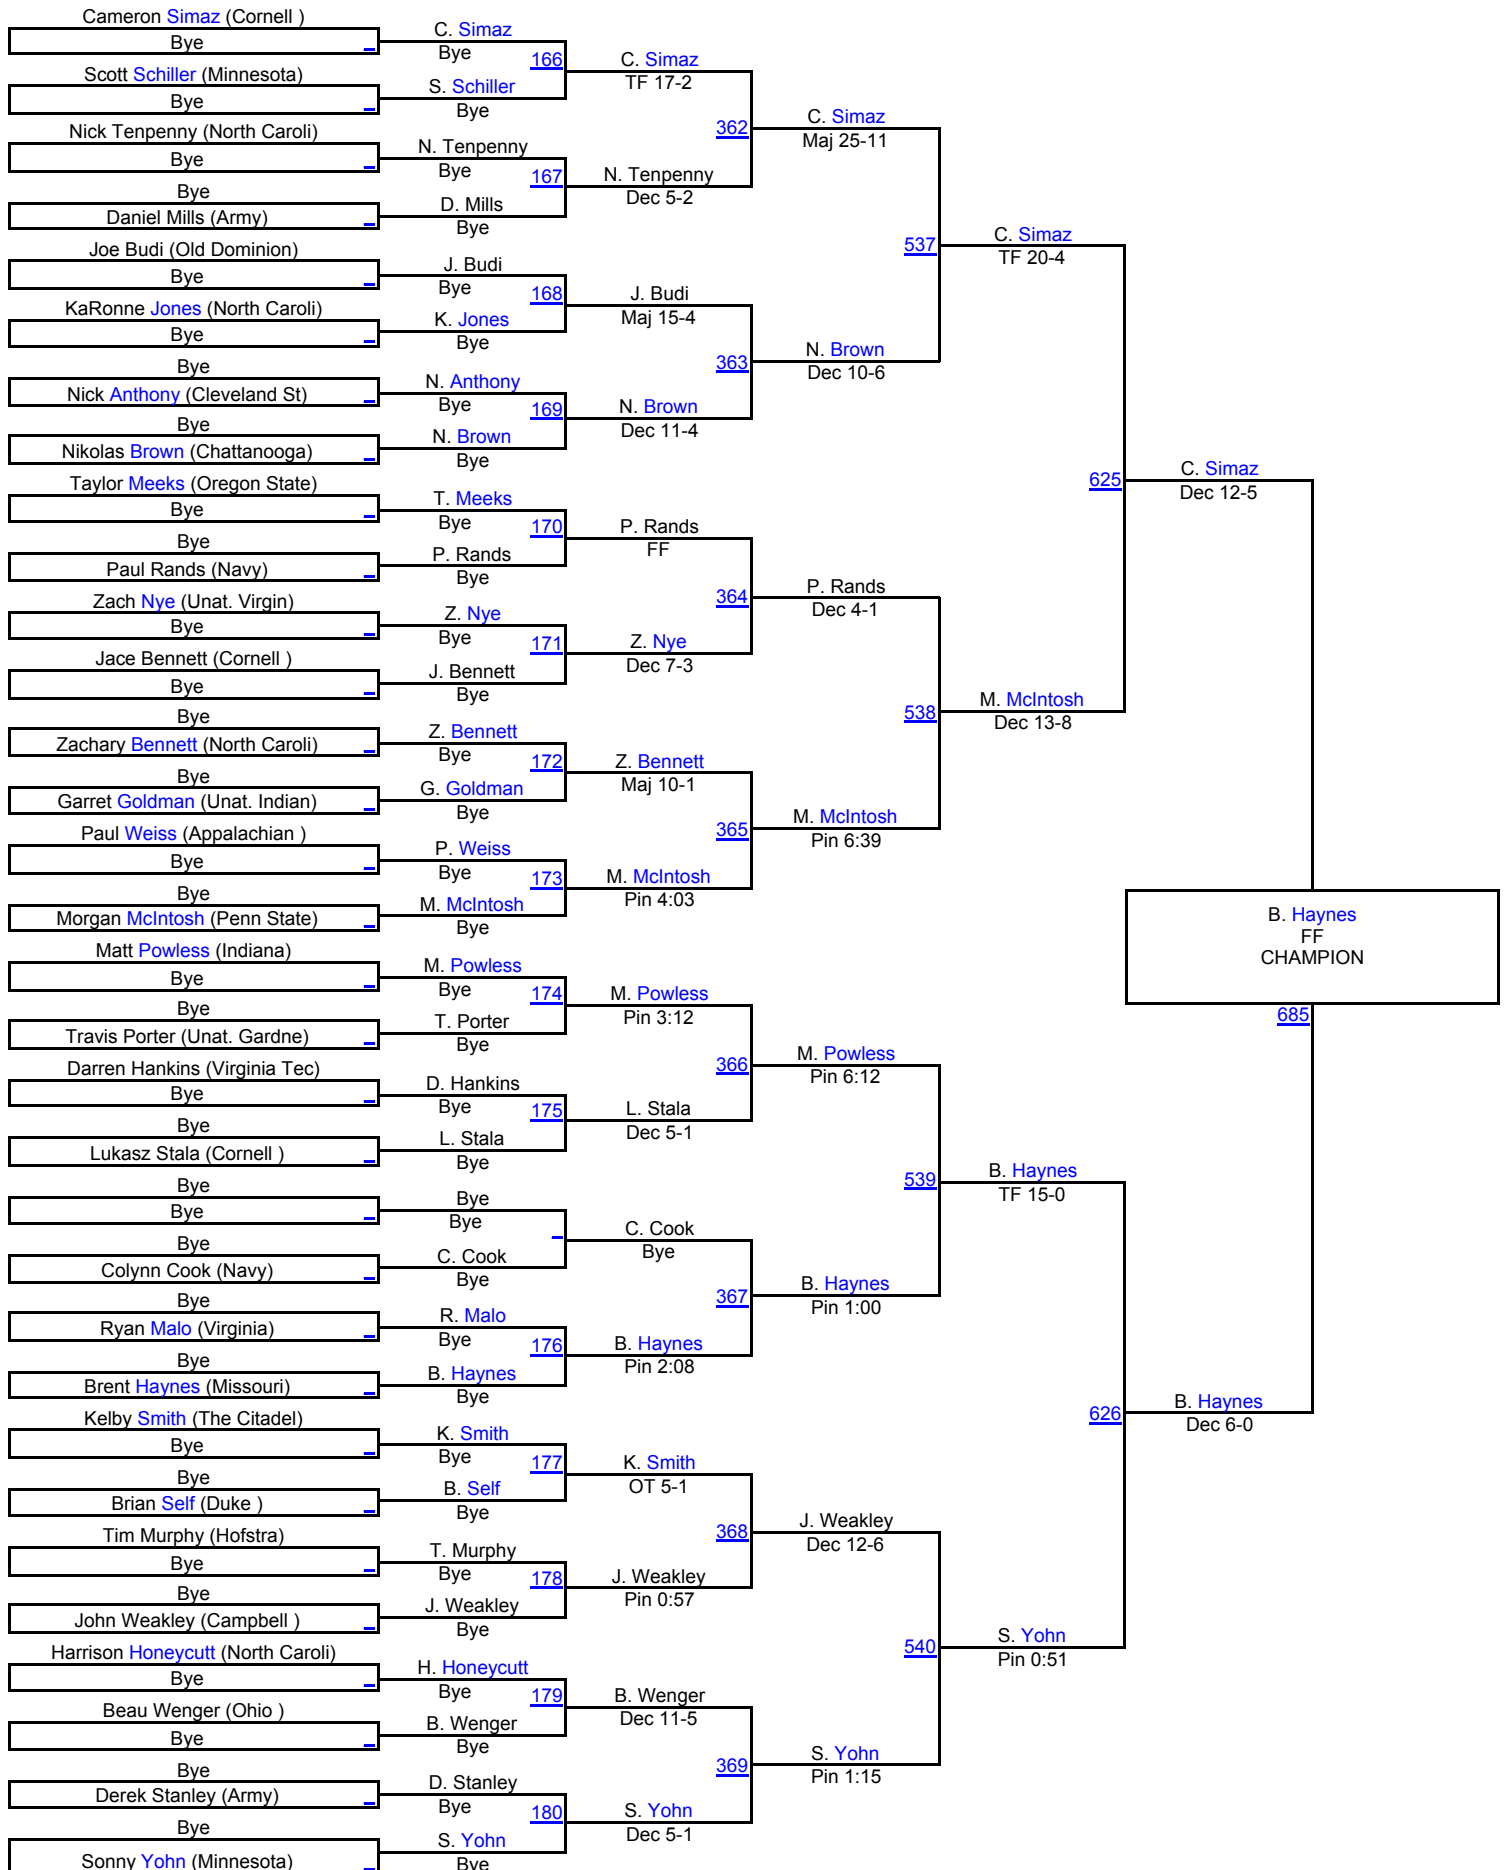 Cameron Simaz (Cornell )
Bye
Scott Schiller (Minnesota)
Bye
Nick Tenpenny (North Caroli)
Bye
Bye
Daniel Mills (Army)
Joe Budi (Old Dominion)
Bye
KaRonne Jones (North Caroli)
Bye
Bye
Nick Anthony (Cleveland St)
Bye
Nikolas Brown (Chattanooga)
Taylor Meeks (Oregon State)
Bye
Bye
Paul Rands (Navy)
Zach Nye (Unat. Virgin)
Bye
Jace Bennett (Cornell )
Bye
Bye
Zachary Bennett (North Caroli)
Bye
Garret Goldman (Unat. Indian)
Paul Weiss (Appalachian )
Bye
Bye
Morgan McIntosh (Penn State)
Matt Powless (Indiana)
Bye
Bye
Travis Porter (Unat. Gardne)
Darren Hankins (Virginia Tec)
Bye
Bye
Lukasz Stala (Cornell )
Bye
Bye
Bye
Colynn Cook (Navy)
Bye
Ryan Malo (Virginia)
Bye
Brent Haynes (Missouri)
Kelby Smith (The Citadel)
Bye
Bye
Brian Self (Duke )
Tim Murphy (Hofstra)
Bye
Bye
John Weakley (Campbell )
Harrison Honeycutt (North Caroli)
Bye
Beau Wenger (Ohio )
Bye
Bye
Derek Stanley (Army)
Bye
Sonny Yohn (Minnesota)
C. Simaz
Bye
166
S. Schiller
Bye
N. Tenpenny
Bye
167
D. Mills
Bye
J. Budi
Bye
168
K. Jones
Bye
N. Anthony
Bye
169
N. Brown
Bye
T. Meeks
Bye
170
P. Rands
Bye
Z. Nye
Bye
171
J. Bennett
Bye
Z. Bennett
Bye
172
G. Goldman
Bye
P. Weiss
Bye
173
M. McIntosh
Bye
M. Powless
Bye
174
T. Porter
Bye
D. Hankins
Bye
175
L. Stala
Bye
Bye
Bye
C. Cook
Bye
R. Malo
Bye
176
B. Haynes
Bye
K. Smith
Bye
177
B. Self
Bye
T. Murphy
Bye
178
J. Weakley
Bye
H. Honeycutt
Bye
179
B. Wenger
Bye
D. Stanley
Bye
180
S. Yohn
Bye
C. Simaz
TF 17-2
362
N. Tenpenny
Dec 5-2
J. Budi
Maj 15-4
363
N. Brown
Dec 11-4
P. Rands
FF
364
Z. Nye
Dec 7-3
Z. Bennett
Maj 10-1
365
M. McIntosh
Pin 4:03
M. Powless
Pin 3:12
366
L. Stala
Dec 5-1
C. Cook
Bye
367
B. Haynes
Pin 2:08
K. Smith
OT 5-1
368
J. Weakley
Pin 0:57
B. Wenger
Dec 11-5
369
S. Yohn
Dec 5-1
C. Simaz
Maj 25-11
537
N. Brown
Dec 10-6
P. Rands
Dec 4-1
538
M. McIntosh
Pin 6:39
M. Powless
Pin 6:12
539
B. Haynes
Pin 1:00
J. Weakley
Dec 12-6
540
S. Yohn
Pin 1:15
C. Simaz
TF 20-4
625
M. McIntosh
Dec 13-8
B. Haynes
TF 15-0
626
S. Yohn
Pin 0:51
C. Simaz
Dec 12-5
B. Haynes
FF
CHAMPION
685
B. Haynes
Dec 6-0